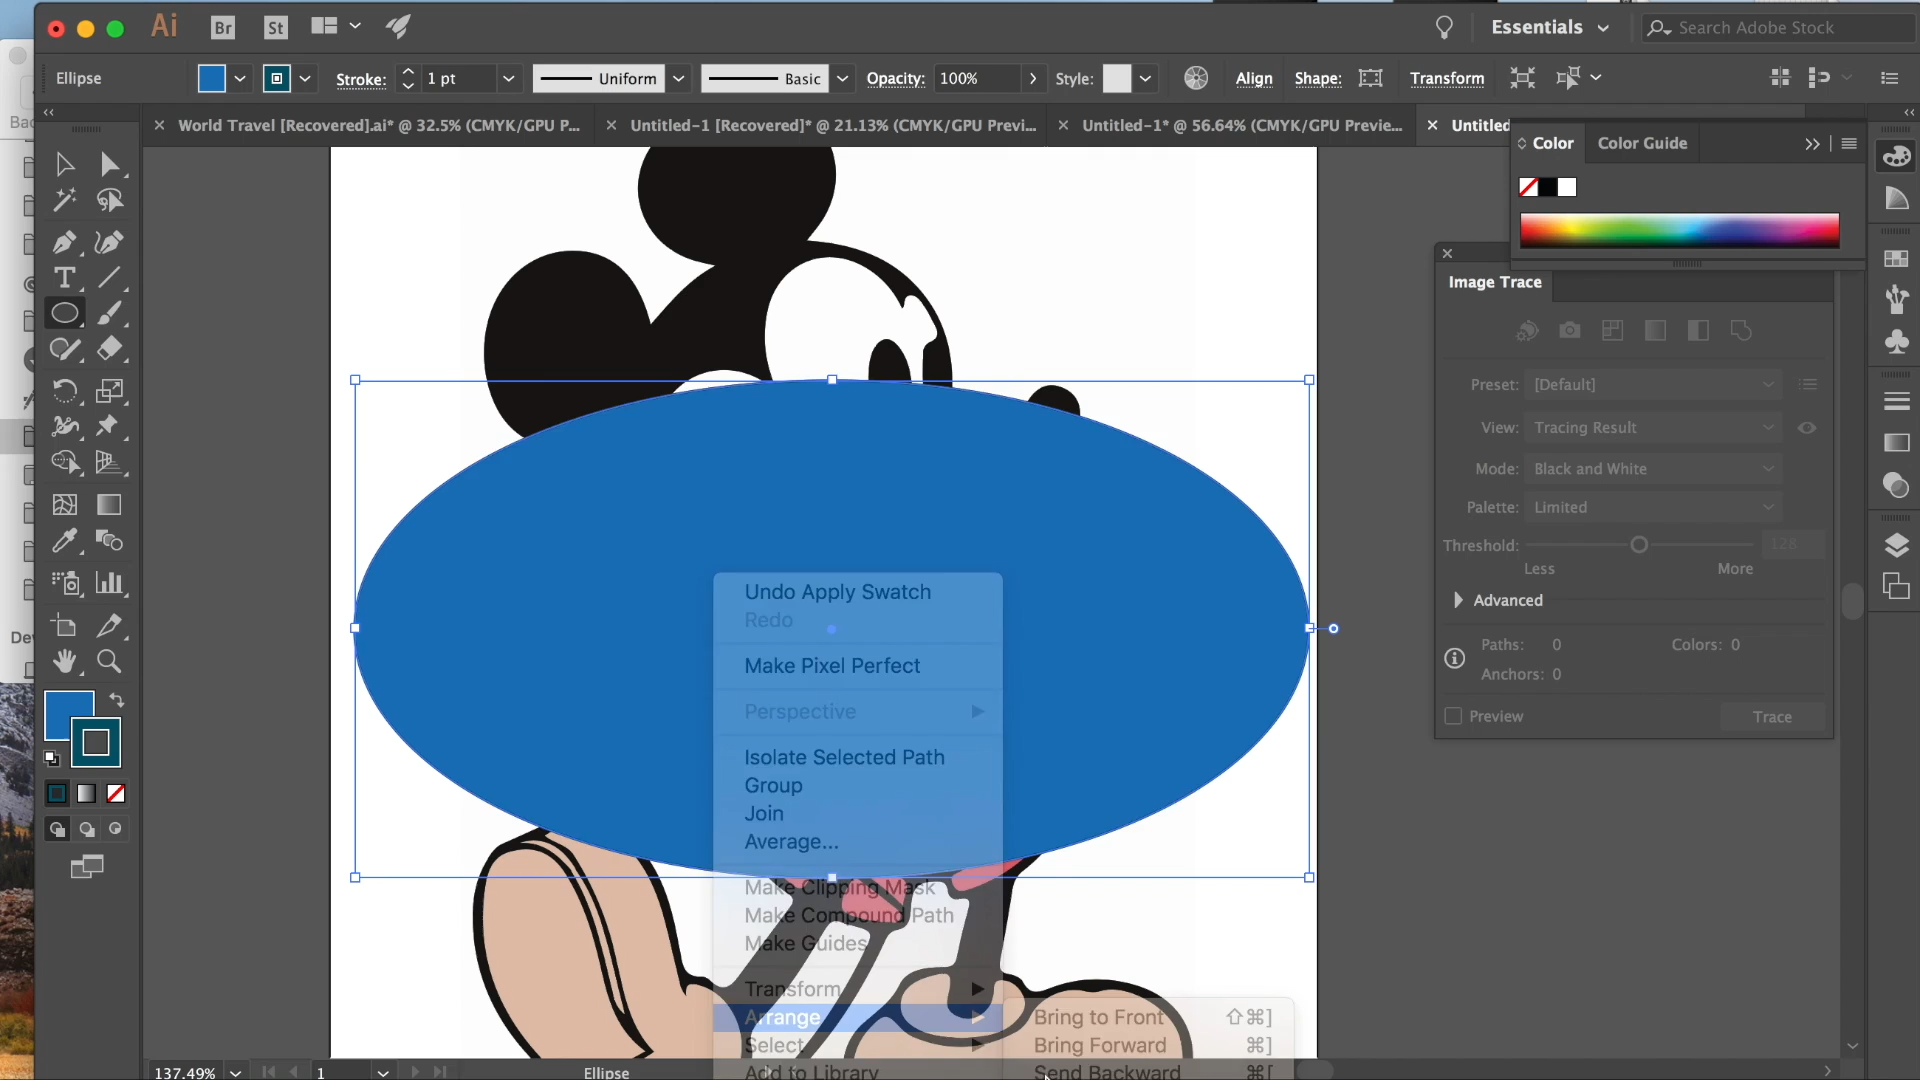 Ai Br St Essentials Search Adobe Stock
Ellipse Stroke: 1 pt Uniform Basic Opacity: 100% Style: Align Shape: Transform
World Travel [Recovered].ai* @ 32.5% (CMYK/GPU P... Untitled-1 [Recovered]* @ 21.13% (CMYK/GPU Previ... Untitled-1* @ 56.64% (CMYK/GPU Previe... Untitled
Color Color Guide
Image Trace
Preset: [Default]
View: Tracing Result
Mode: Black and White
Palette: Limited
Threshold: 128
Less More
Advanced
Paths: 0 Colors: 0
Anchors: 0
Preview Trace
Undo Apply Swatch
Redo
Make Pixel Perfect
Perspective
Isolate Selected Path
Group
Join
Average...
Make Clipping Mask
Make Compound Path
Make Guides
Transform
Arrange
Select
Add to Library
Bring to Front ⇧⌘]
Bring Forward ⌘]
Send Backward ⌘[
137.49% 1 Ellipse